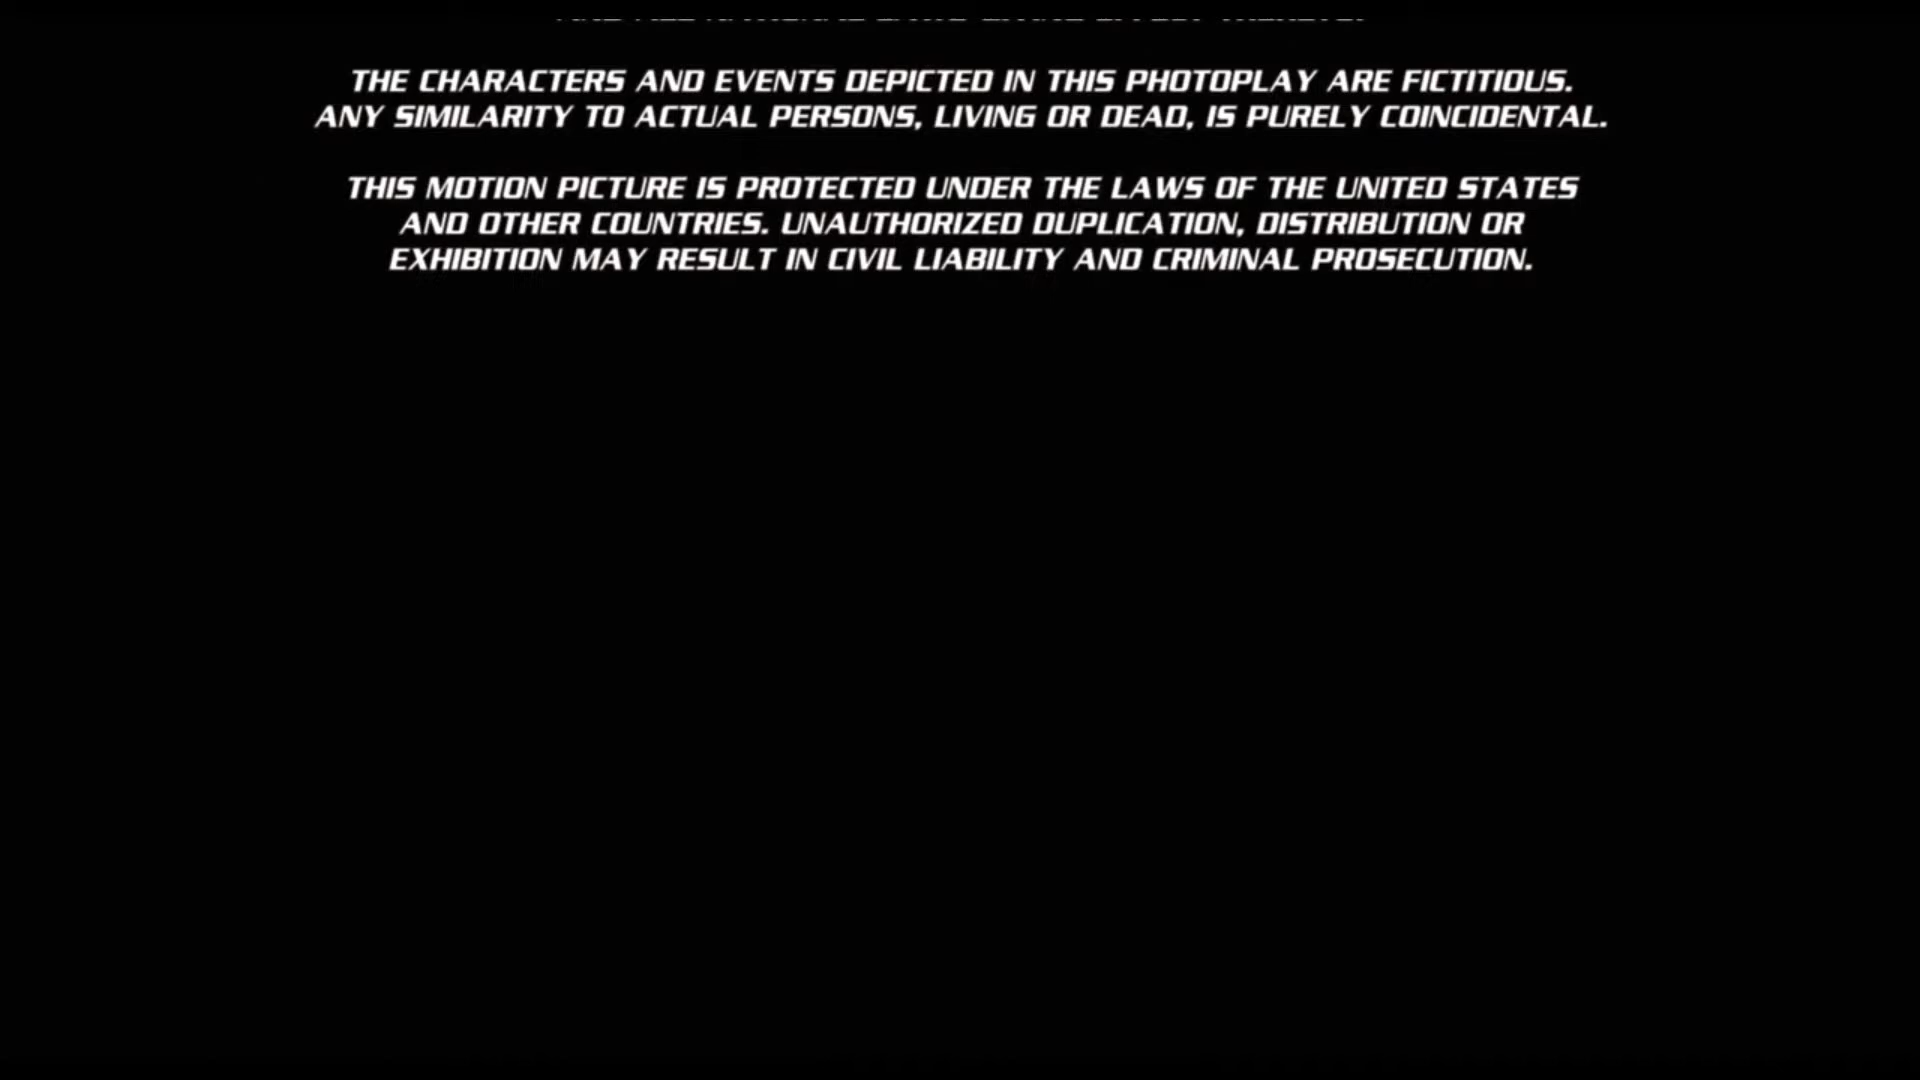 THE CHARACTERS AND EVENTS DEPICTED IN THIS PHOTOPLAY ARE FICTITIOUS.
ANY SIMILARITY TO ACTUAL PERSONS, LIVING OR DEAD, IS PURELY COINCIDENTAL.
THIS MOTION PICTURE IS PROTECTED UNDER THE LAWS OF THE UNITED STATES
AND OTHER COUNTRIES. UNAUTHORIZED DUPLICATION, DISTRIBUTION OR
EXHIBITION MAY RESULT IN CIVIL LIABILITY AND CRIMINAL PROSECUTION.